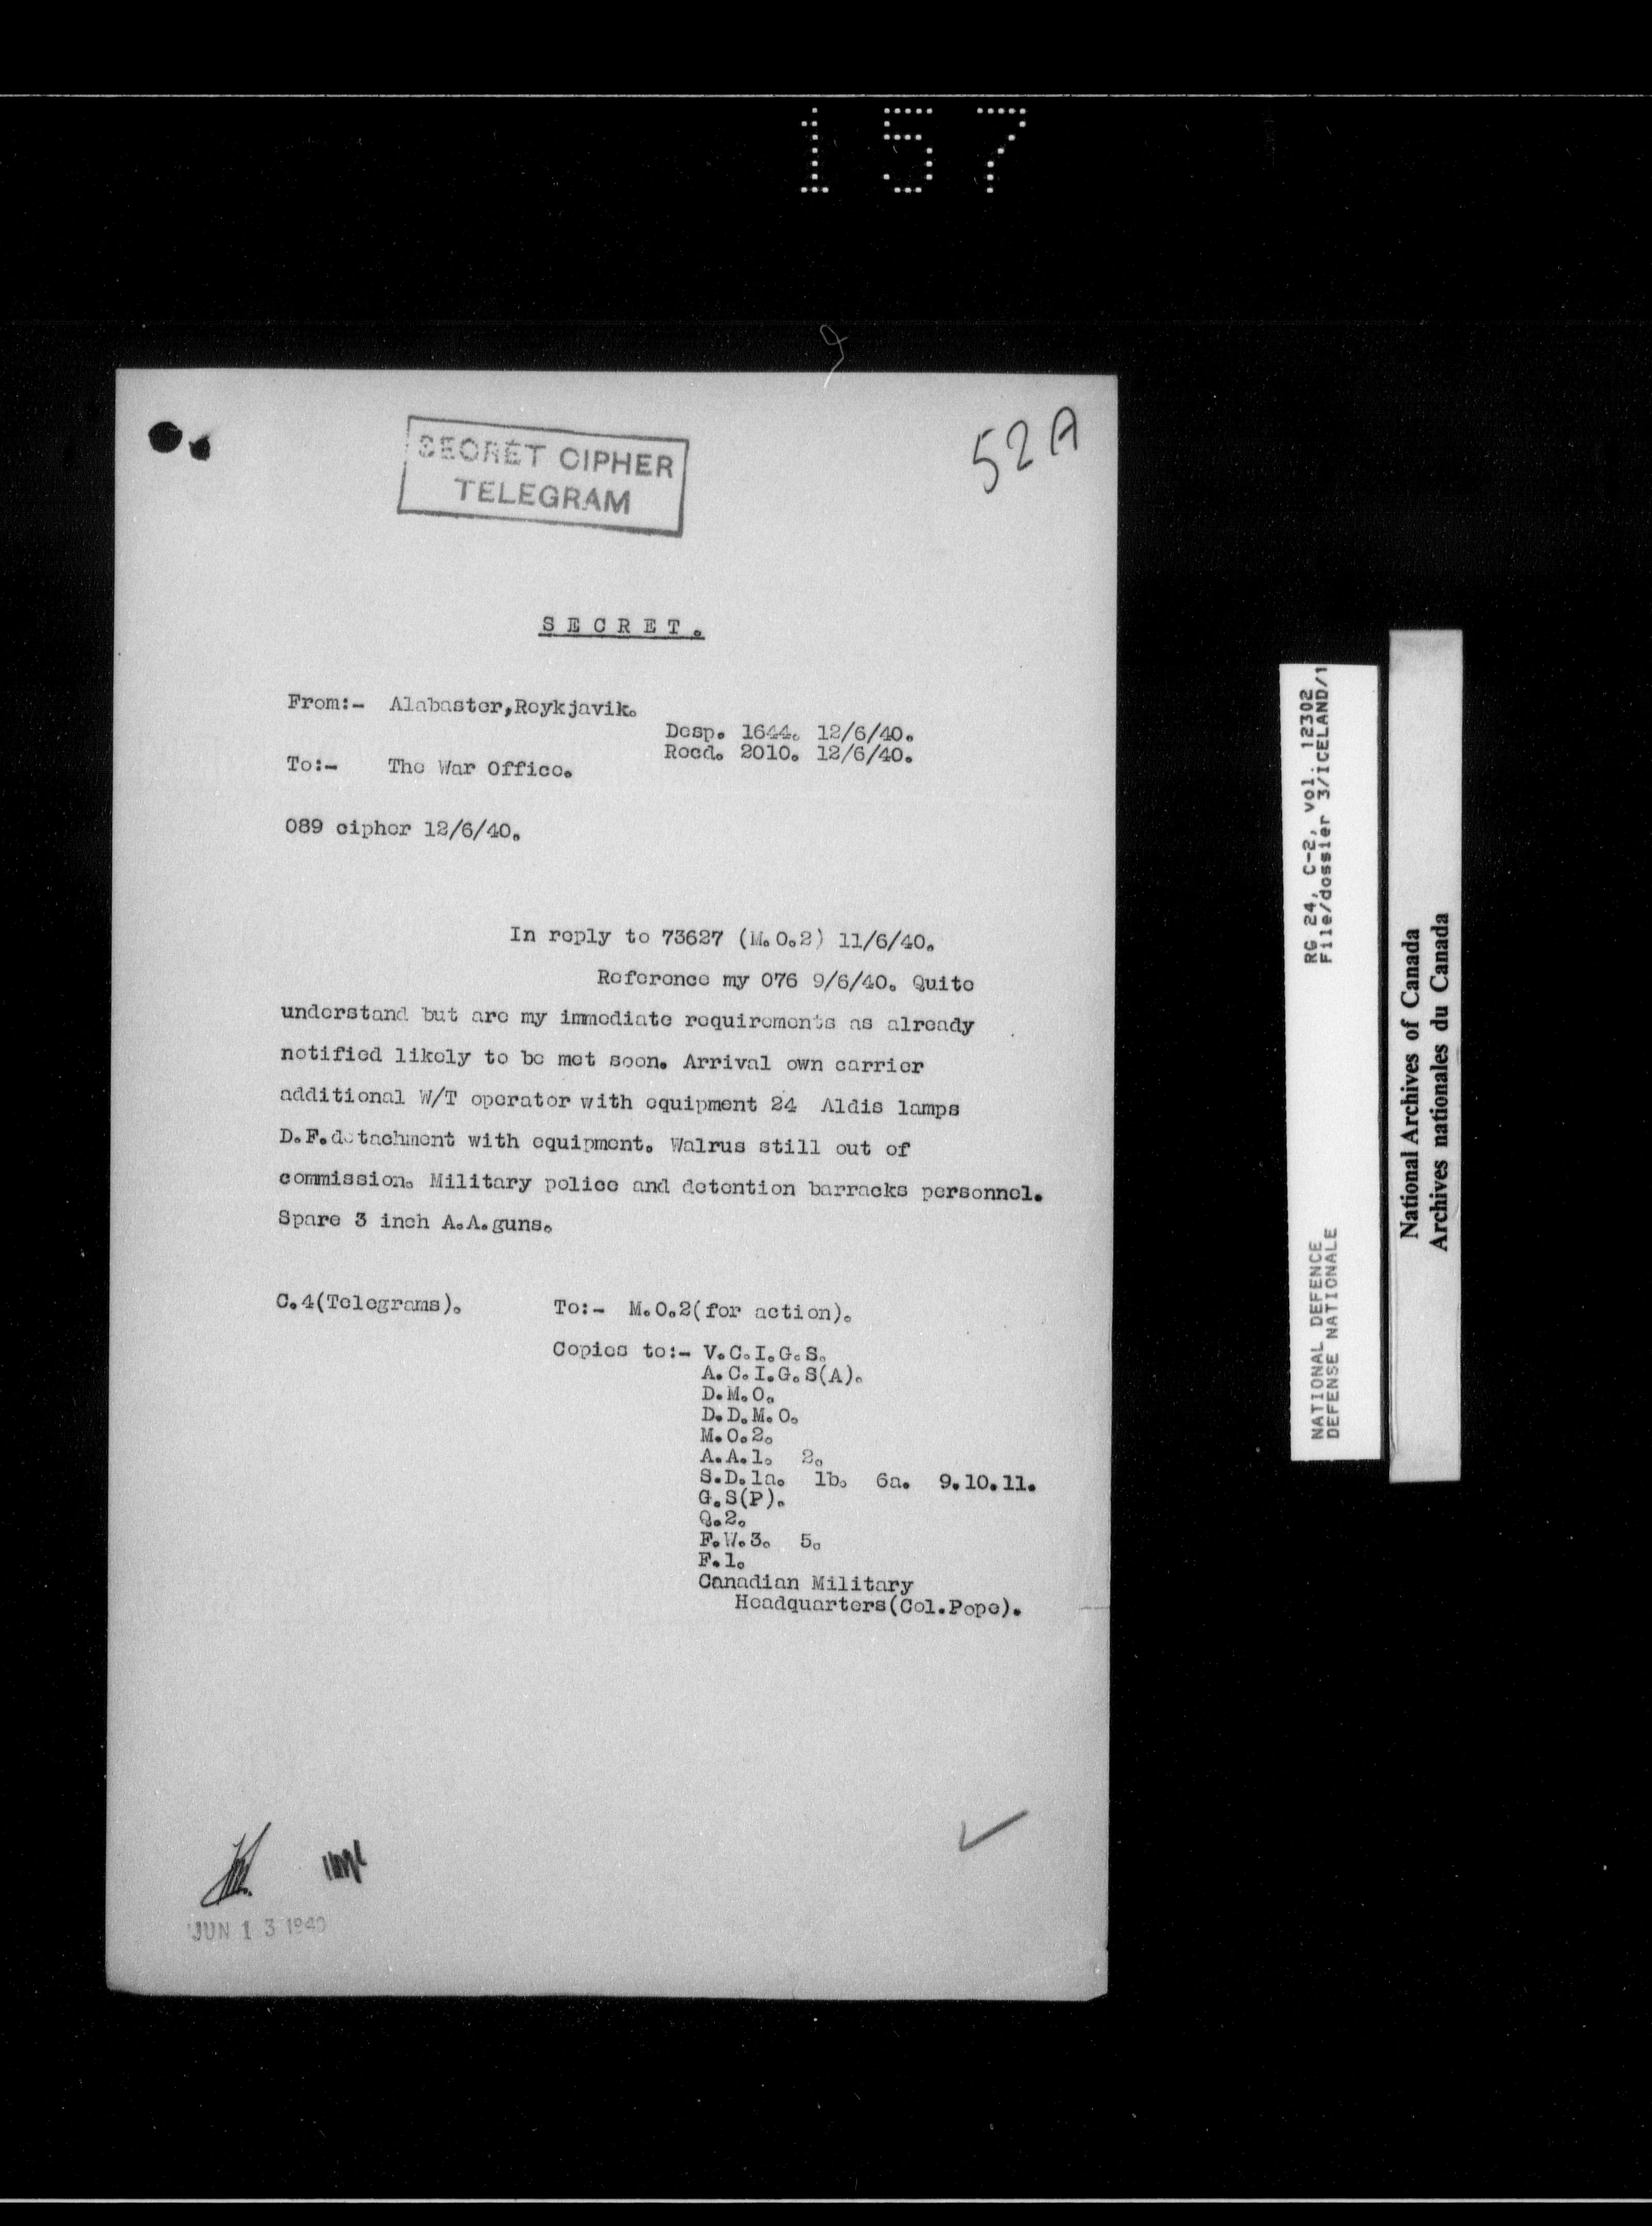 157
52A
SECRET CIPHER
TELEGRAM
SECRET.
From:- Alabaster,Reykjavik.
Desp. 1644. 12/6/40.
Recd. 2010. 12/6/40.
To:- The War Office.
089 cipher 12/6/40.
In reply to 73627 (M.O.2) 11/6/40.
Reference my 076 9/6/40. Quite
understand but are my immediate requirements as already
notified likely to be met soon. Arrival own carrier
additional W/T operator with equipment 24 Aldis lamps
D.F.detachment with equipment. Walrus still out of
commission. Military police and detention barracks personnel.
Spare 3 inch A.A.guns.
C.4(Telegrams). To:- M.O.2(for action).
Copies to:- V.C.I.G.S.
A.C.I.G.S(A).
D.M.O.
D.D.M.O.
M.O.2.
A.A.1. 2.
S.D.1a. 1b. 6a. 9.10.11.
G.S(P).
Q.2.
F.W.3. 5.
F.1.
Canadian Military
Headquarters(Col.Pope).
JUN 13 1940
RG 24, C-2, vol. 12302
File/dossier 3/ICELAND/1
NATIONAL DEFENCE
DEFENSE NATIONALE
National Archives of Canada
Archives nationales du Canada